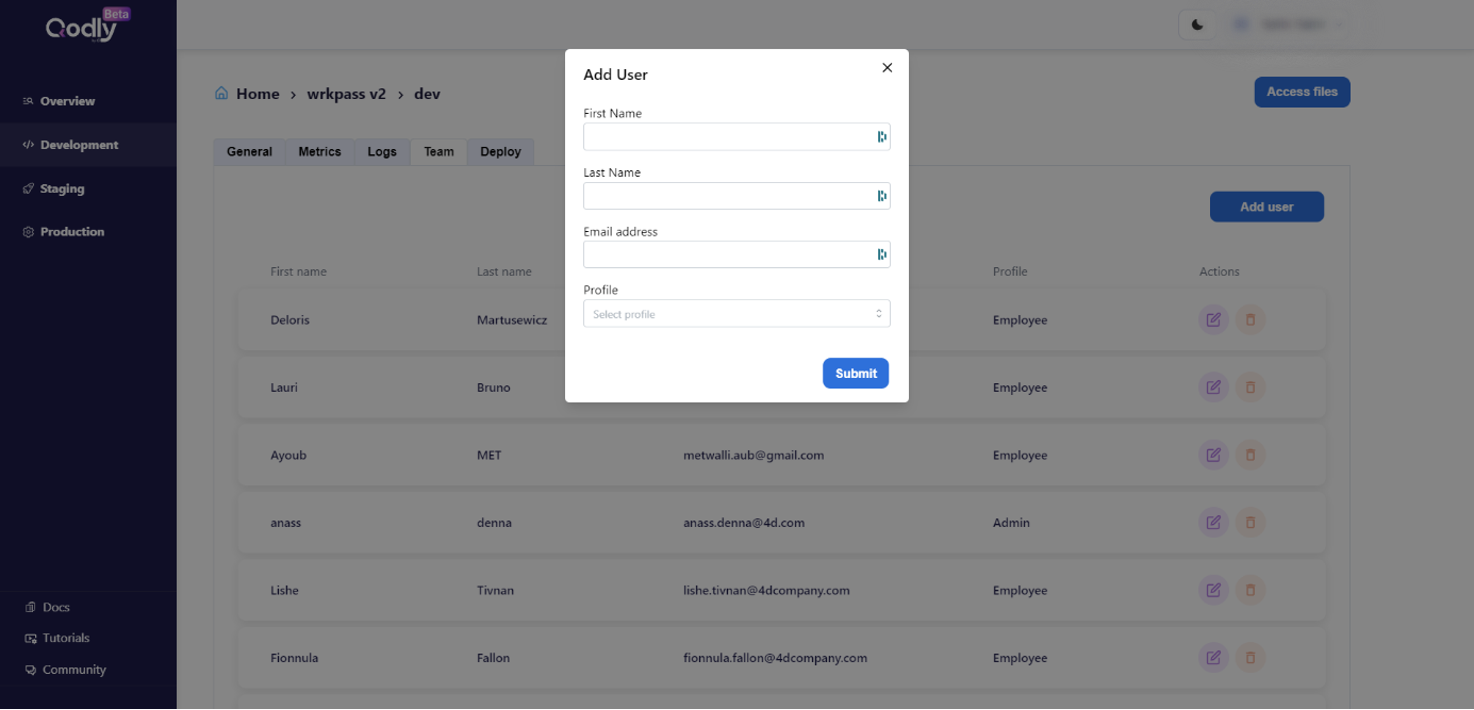 Qodly
Beta
Overview
Development
Staging
Production
Docs
Tutorials
Community
Home > wrkpass v2 > dev
Access files
General Metrics Logs Team Deploy
Add user
First name Last name Profile Actions
Deloris Martusewicz Employee
Lauri Bruno Employee
Ayoub MET metwalli.aub@gmail.com Employee
anass denna anass.denna@4d.com Admin
Lishe Tivnan lishe.tivnan@4dcompany.com Employee
Fionnula Fallon fionnula.fallon@4dcompany.com Employee
Add User
First Name
Last Name
Email address
Profile
Select profile
Submit